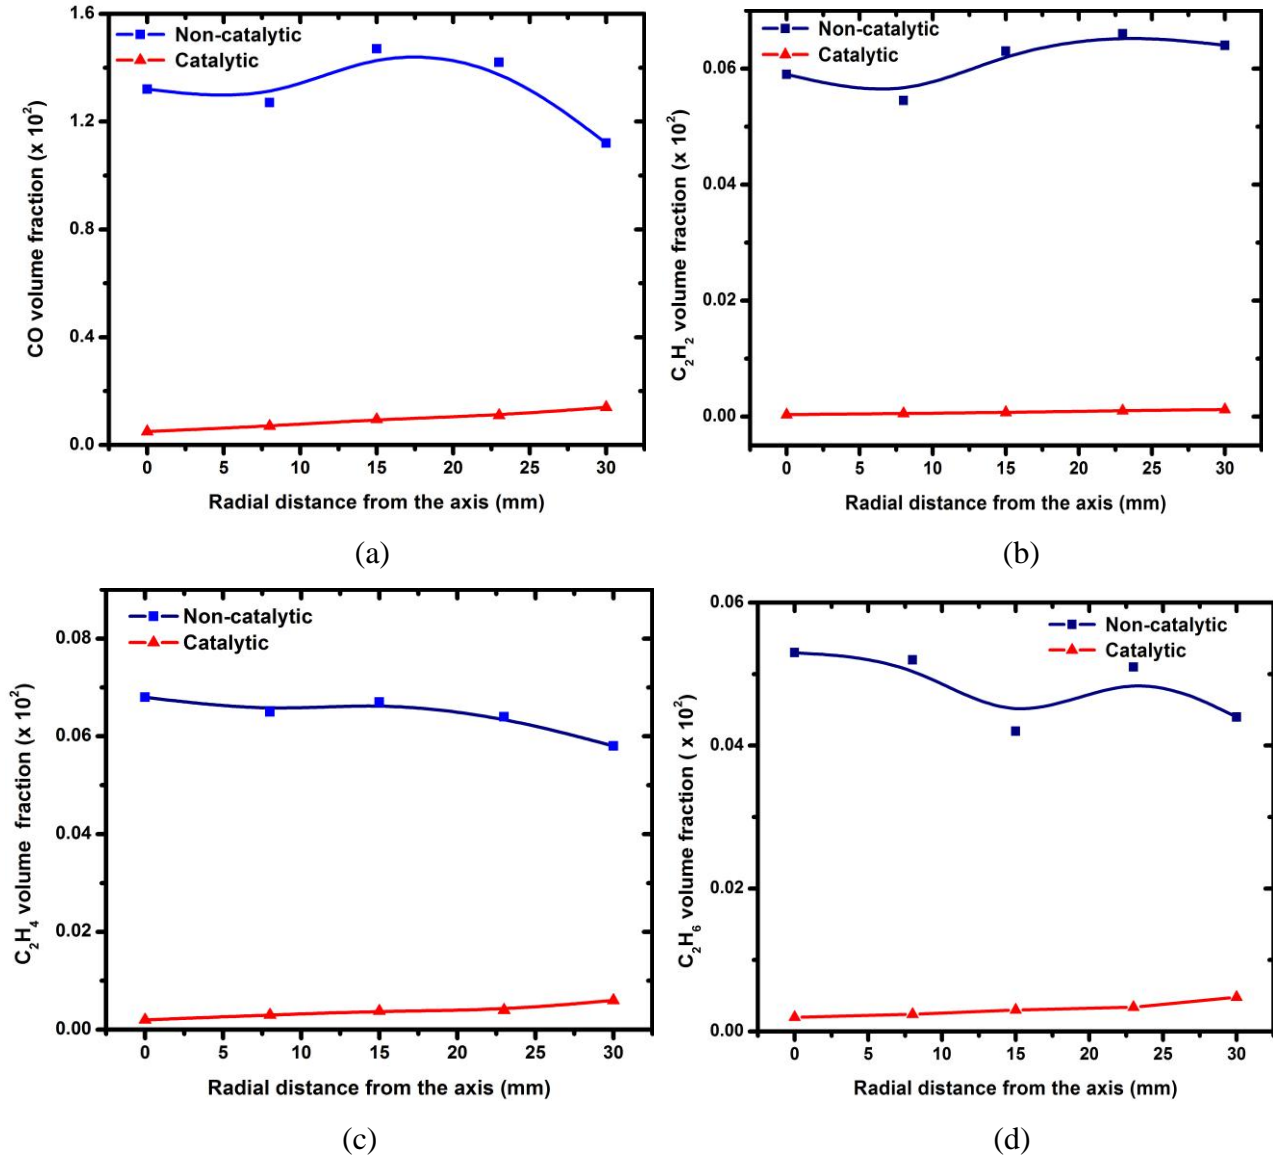 1.6
1.2
0.8
0.4
0.0
CO volume fraction (x 10²)
Non-catalytic
Catalytic
0 5 10 15 20 25 30
Radial distance from the axis (mm)
(a)
0.06
0.04
0.02
0.00
C₂H₂ volume fraction (x 10²)
Non-catalytic
Catalytic
0 5 10 15 20 25 30
Radial distance from the axis (mm)
(b)
0.08
0.06
0.04
0.02
0.00
C₂H₄ volume fraction (x 10²)
Non-catalytic
Catalytic
0 5 10 15 20 25 30
Radial distance from the axis (mm)
(c)
0.06
0.04
0.02
0.00
C₂H₆ volume fraction ( x 10²)
Non-catalytic
Catalytic
0 5 10 15 20 25 30
Radial distance from the axis (mm)
(d)